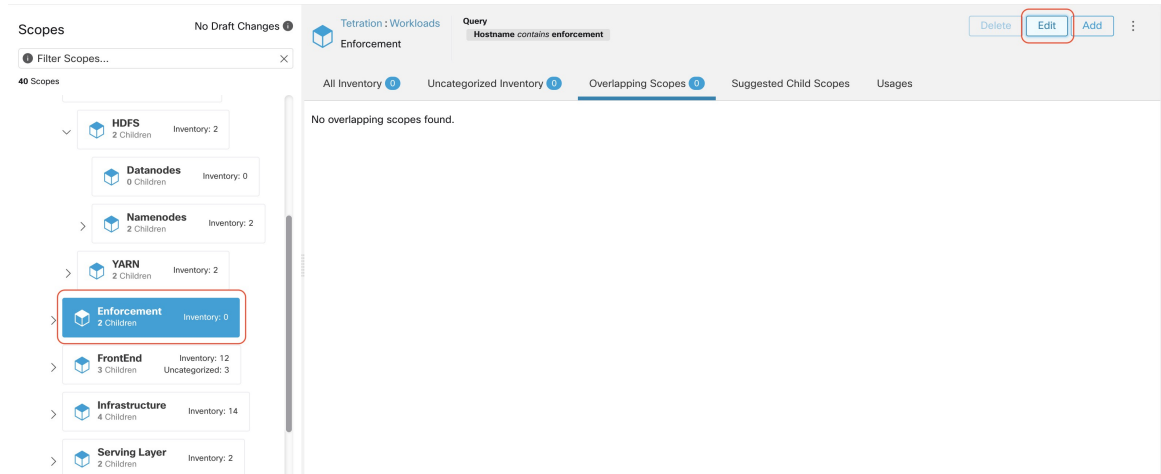 Scopes
No Draft Changes
Filter Scopes...
40 Scopes
HDFS
2 Children
Inventory: 2
Datanodes
0 Children
Inventory: 0
Namenodes
2 Children
Inventory: 2
YARN
2 Children
Inventory: 2
Enforcement
2 Children
Inventory: 0
FrontEnd
3 Children
Inventory: 12
Uncategorized: 3
Infrastructure
4 Children
Inventory: 14
Serving Layer
2 Children
Inventory: 2
Tetration : Workloads
Enforcement
Query
Hostname contains enforcement
Delete
Edit
Add
All Inventory 0
Uncategorized Inventory 0
Overlapping Scopes 0
Suggested Child Scopes
Usages
No overlapping scopes found.